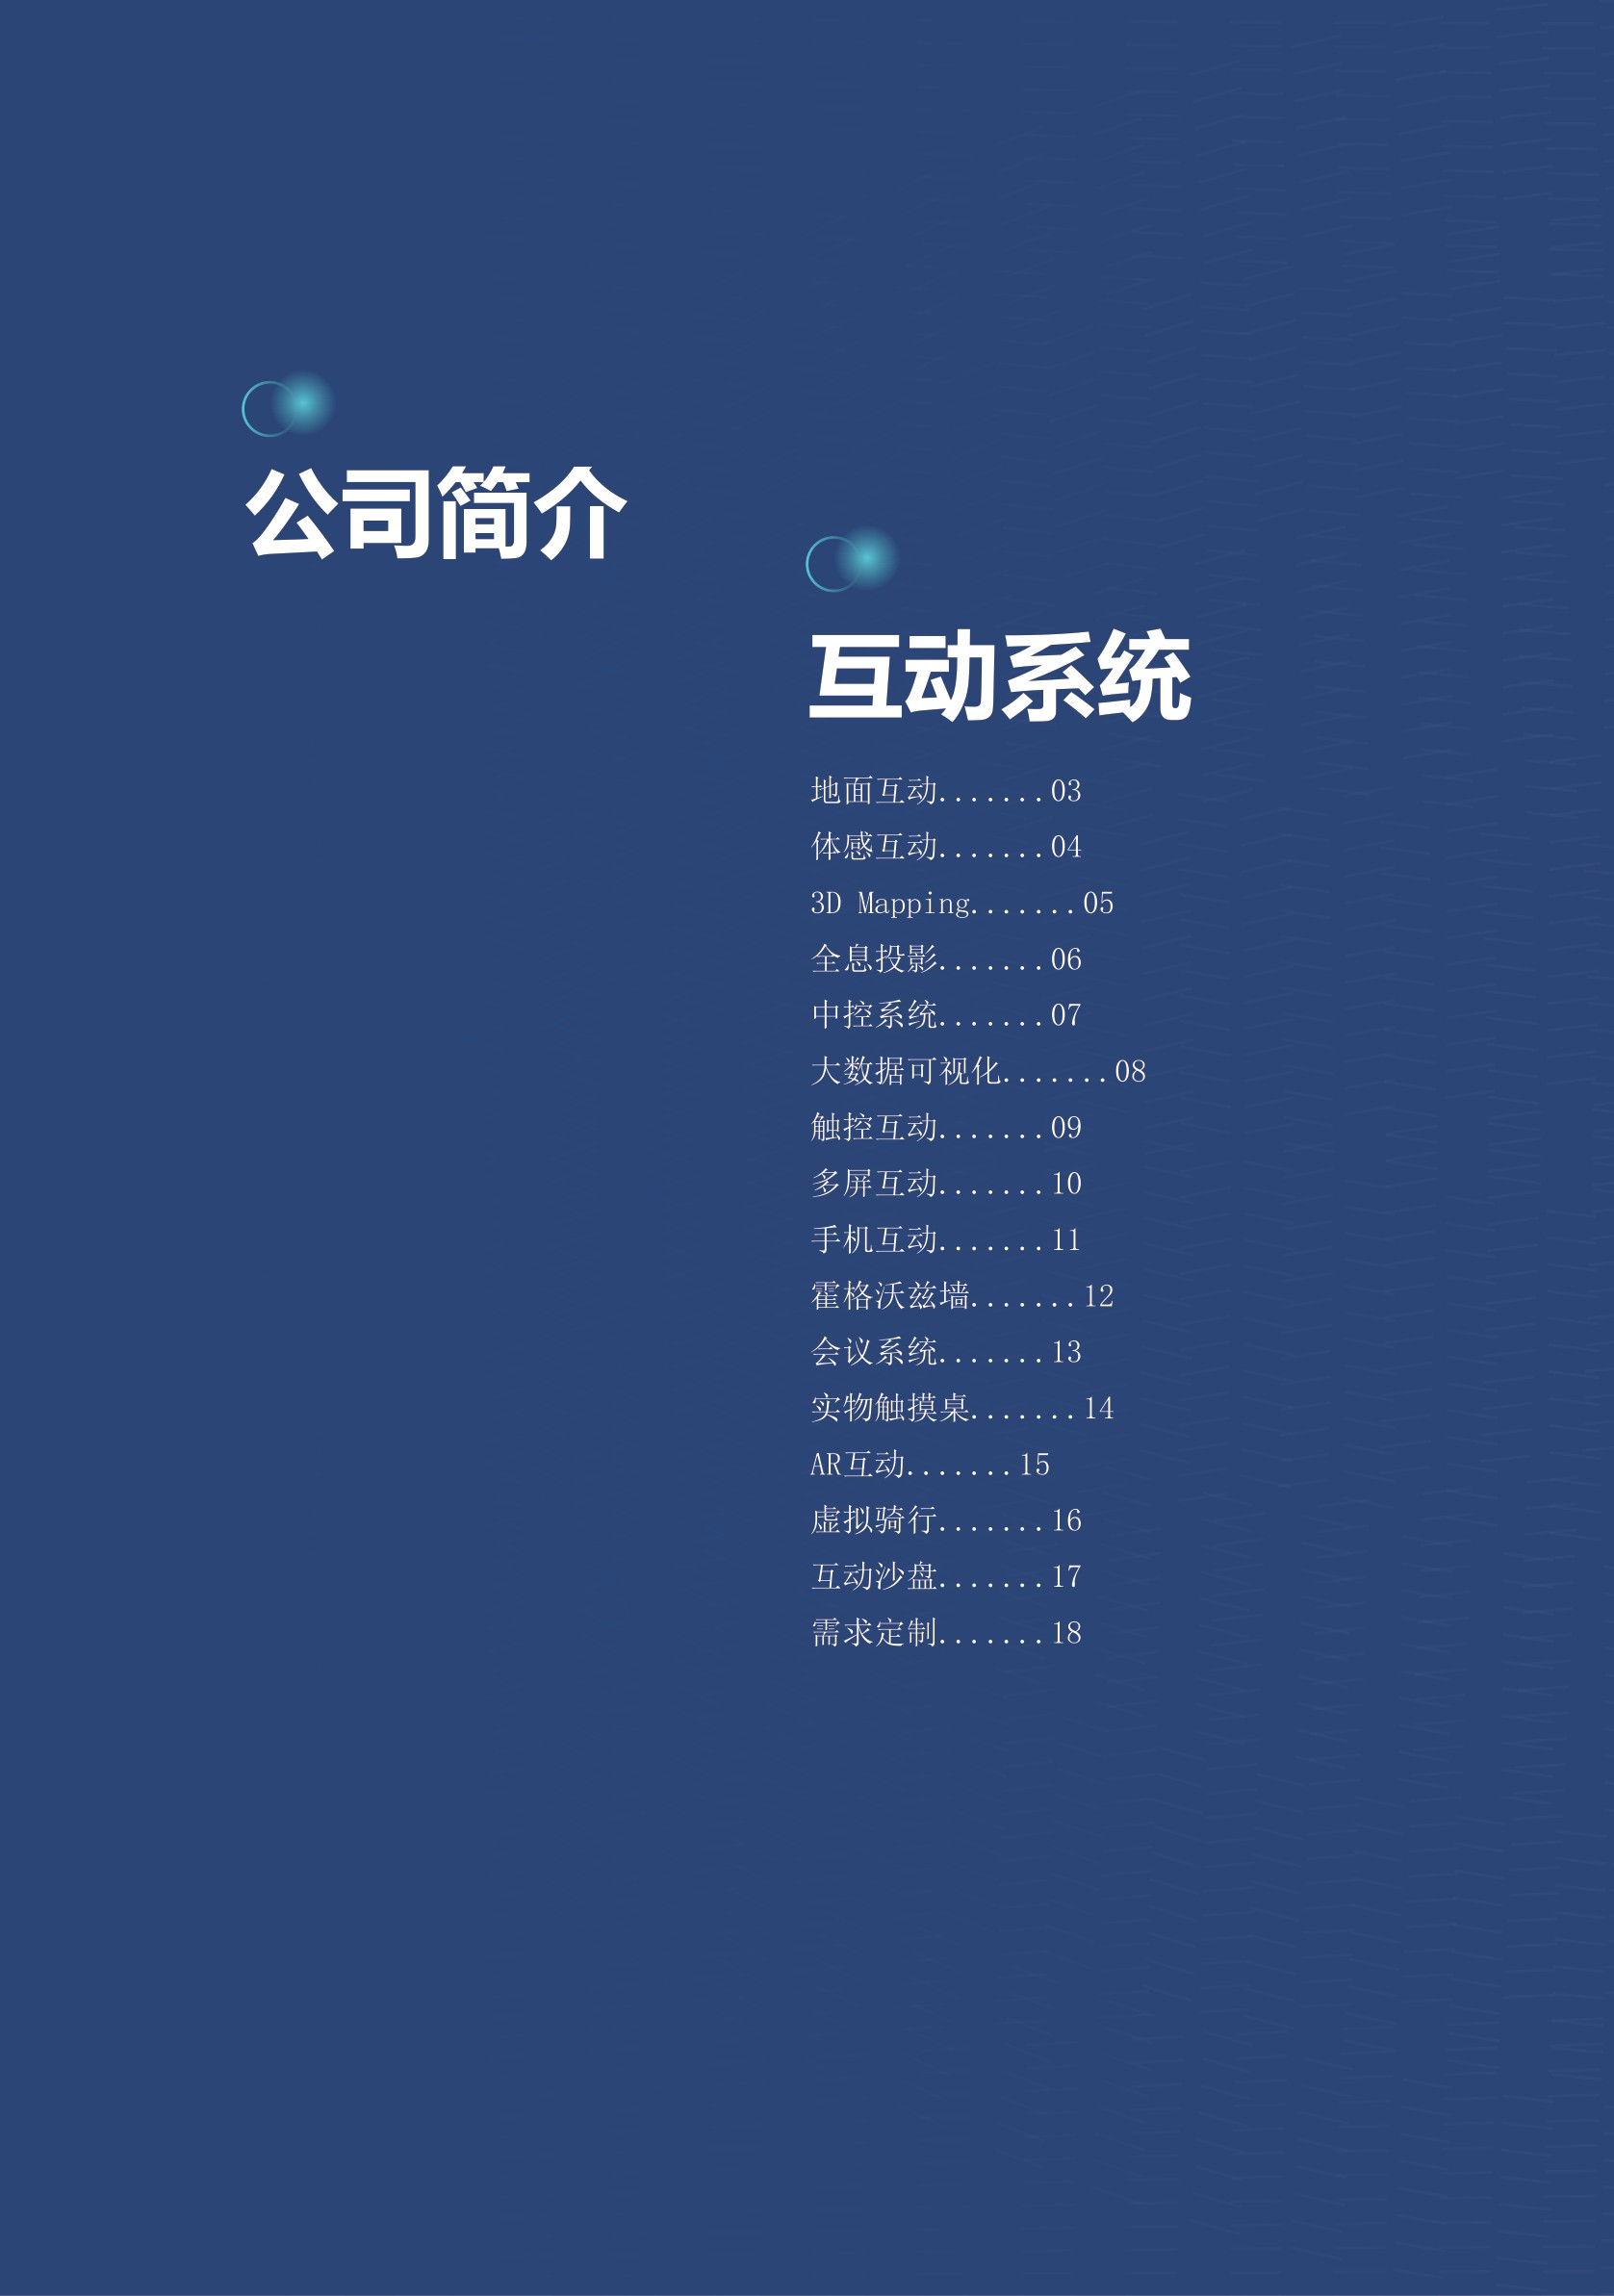 公司简介
互动系统
地面互动.......03
体感互动.......04
3D Mapping.......05
全息投影.......06
中控系统.......07
大数据可视化.......08
触控互动.......09
多屏互动.......10
手机互动.......11
霍格沃兹墙.......12
会议系统.......13
实物触摸桌.......14
AR互动.......15
虚拟骑行.......16
互动沙盘.......17
需求定制.......18